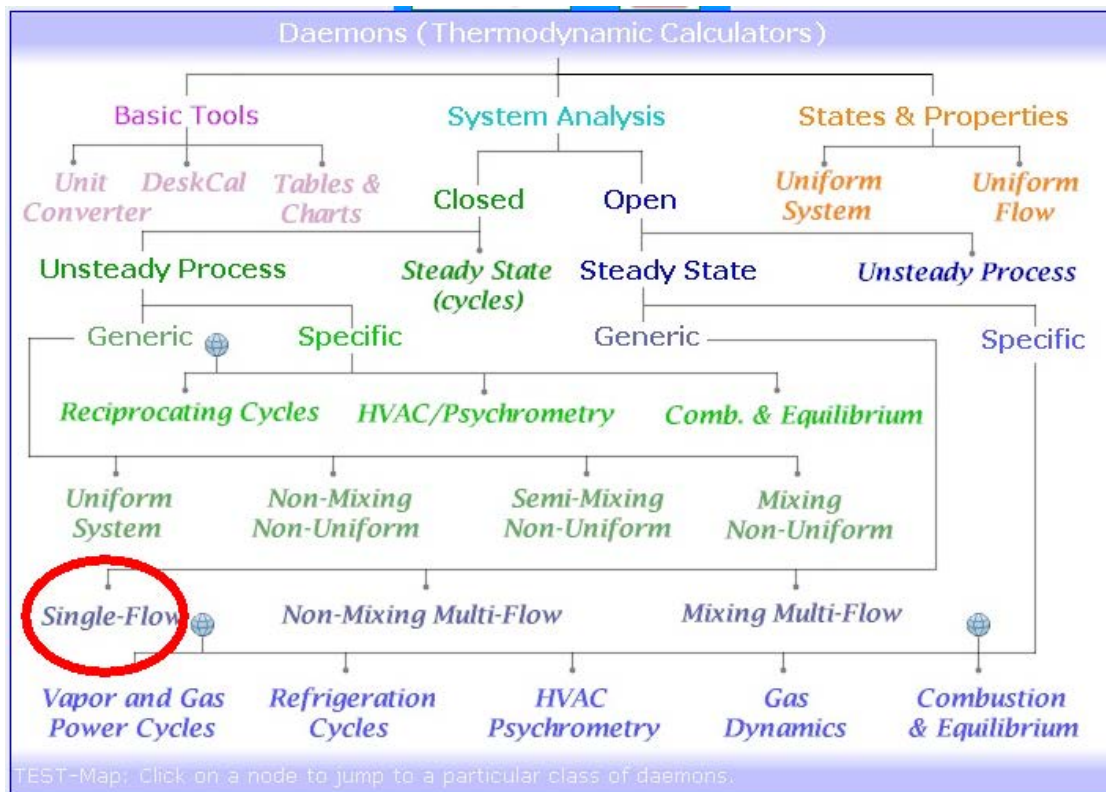 Daemons (Thermodynamic Calculators)
Basic Tools
System Analysis
States & Properties
Unit
Converter
DeskCal
Tables &
Charts
Closed
Open
Uniform
System
Uniform
Flow
Unsteady Process
Steady State
(cycles)
Steady State
Unsteady Process
Generic
Specific
Generic
Specific
Reciprocating Cycles
HVAC/Psychrometry
Comb. & Equilibrium
Uniform
System
Non-Mixing
Non-Uniform
Semi-Mixing
Non-Uniform
Mixing
Non-Uniform
Single-Flow
Non-Mixing Multi-Flow
Mixing Multi-Flow
Vapor and Gas
Power Cycles
Refrigeration
Cycles
HVAC
Psychrometry
Gas
Dynamics
Combustion
& Equilibrium
TEST-Map: Click on a node to jump to a particular class of daemons.